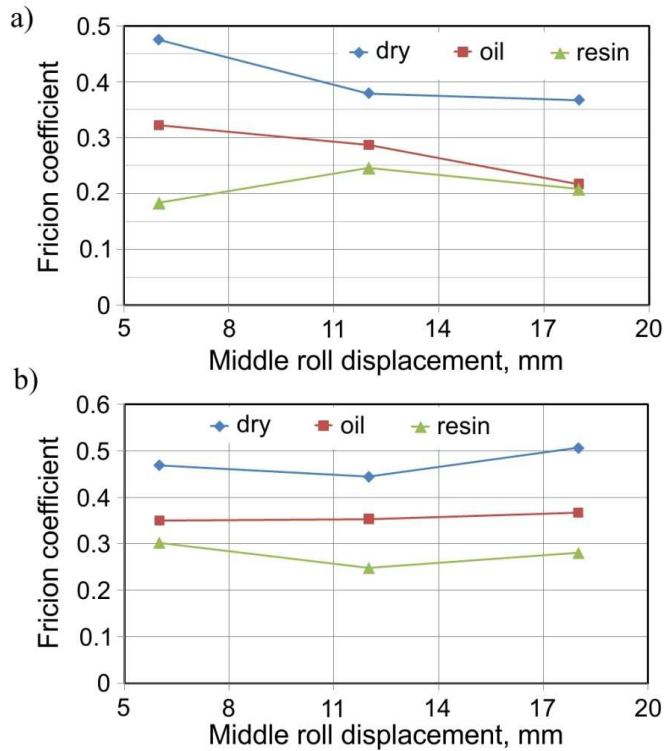 a)
0.5
0.4
0.3
0.2
0.1
0
Fricion coefficient
dry oil resin
5 8 11 14 17 20
Middle roll displacement, mm
b)
0.6
0.5
0.4
0.3
0.2
0.1
0
Fricion coefficient
dry oil resin
5 8 11 14 17 20
Middle roll displacement, mm